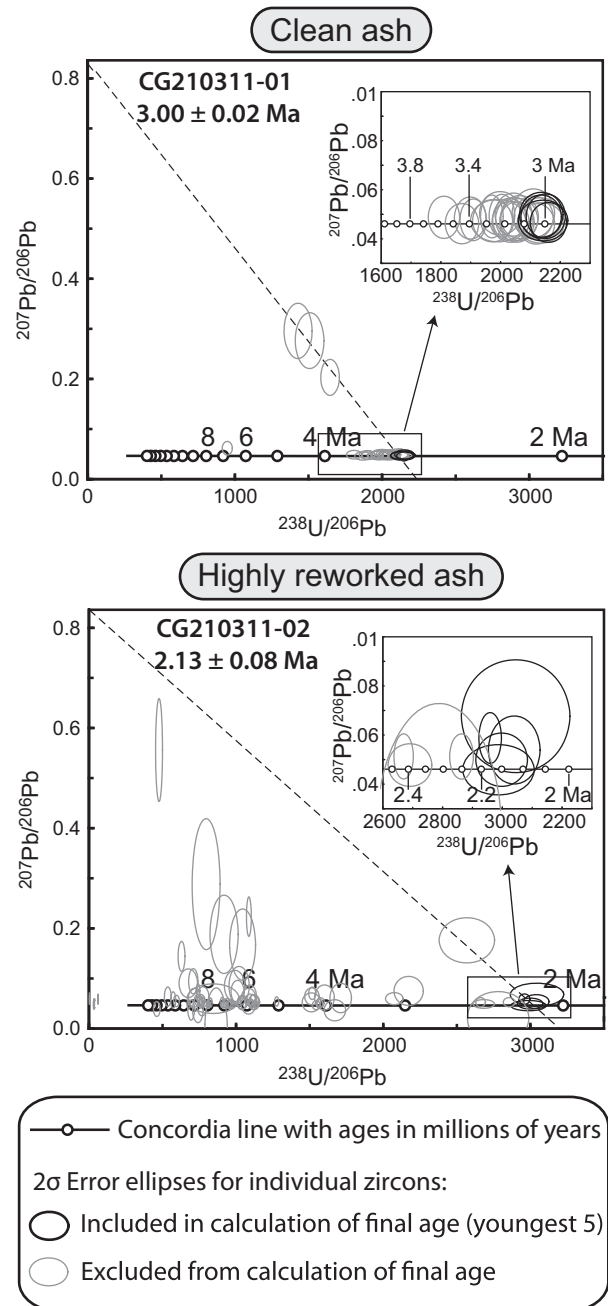 Clean ash
CG210311-01
3.00 ± 0.02 Ma
0.8
0.6
0.4
0.2
0.0
²⁰⁷Pb/²⁰⁶Pb
.01
.08
.06
.04
²⁰⁷Pb/²⁰⁶Pb
3.8
3.4
3 Ma
1600 1800 2000 2200
²³⁸U/²⁰⁶Pb
8 6 4 Ma 2 Ma
0 1000 2000 3000
²³⁸U/²⁰⁶Pb
Highly reworked ash
CG210311-02
2.13 ± 0.08 Ma
0.8
0.6
0.4
0.2
0.0
²⁰⁷Pb/²⁰⁶Pb
.01
.08
.06
.04
²⁰⁷Pb/²⁰⁶Pb
2.4 2.2 2 Ma
2600 2800 3000 2200
²³⁸U/²⁰⁶Pb
8 6 4 Ma 2 Ma
0 1000 2000 3000
²³⁸U/²⁰⁶Pb
Concordia line with ages in millions of years
2σ Error ellipses for individual zircons:
Included in calculation of final age (youngest 5)
Excluded from calculation of final age